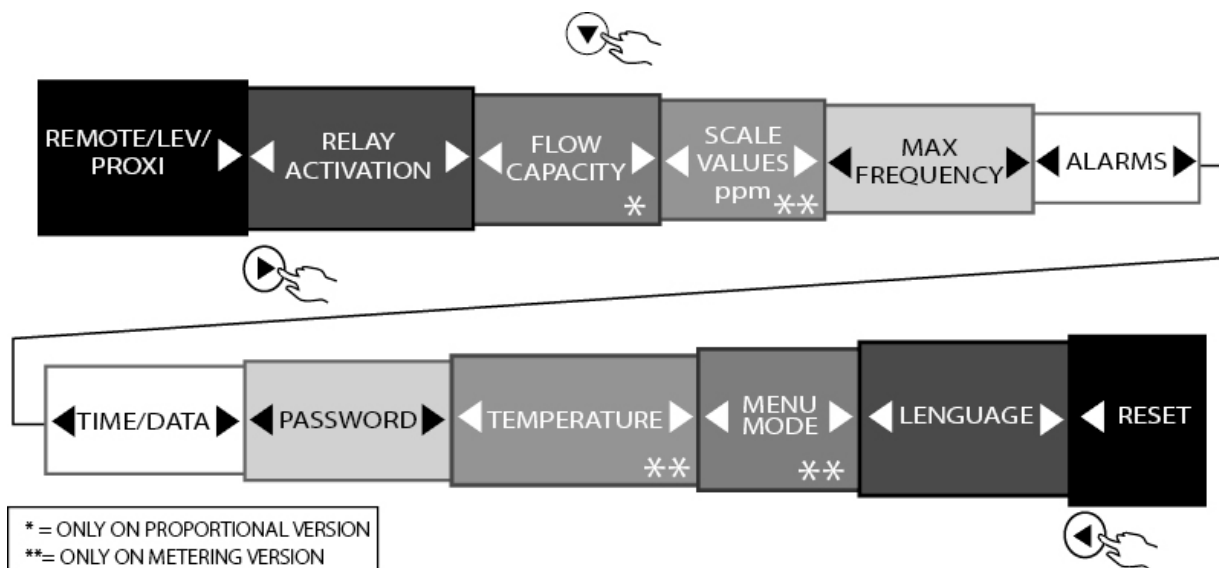 REMOTE/LEV/
PROXI
RELAY
ACTIVATION
FLOW
CAPACITY
*
SCALE
VALUES
ppm
**
MAX
FREQUENCY
ALARMS
TIME/DATA
PASSWORD
TEMPERATURE
**
MENU
MODE
**
LENGUAGE
RESET
* = ONLY ON PROPORTIONAL VERSION
**= ONLY ON METERING VERSION